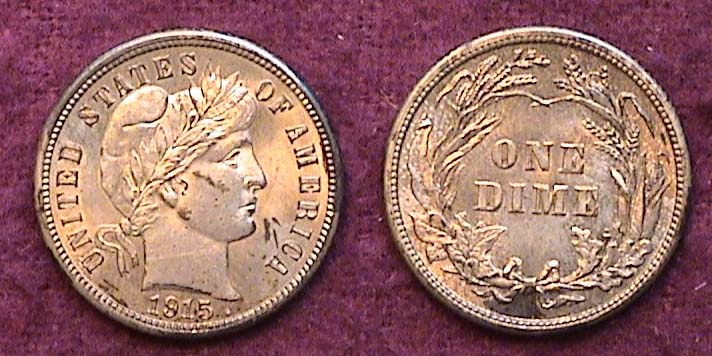 UNITED STATES OF AMERICA
1915
ONE
DIME